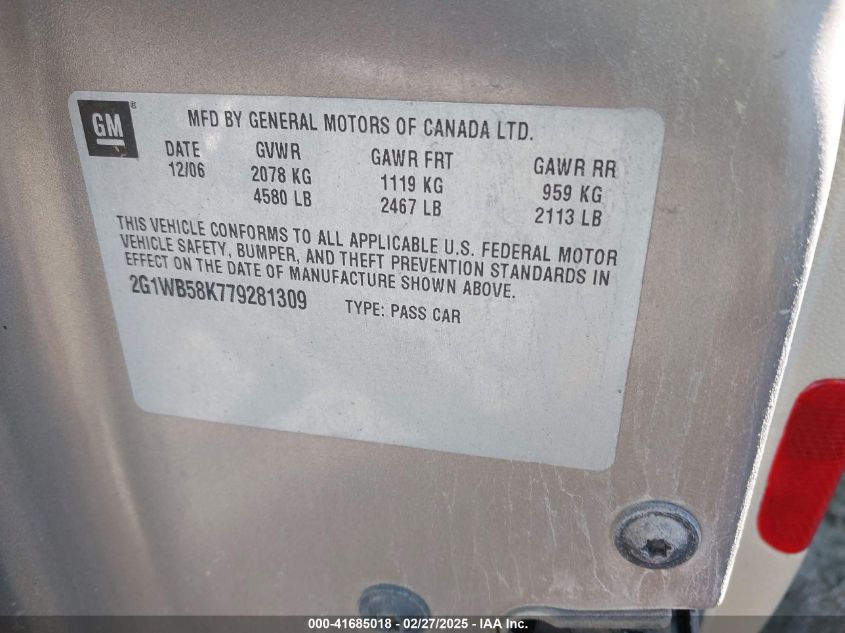 GM ®
MFD BY GENERAL MOTORS OF CANADA LTD.
DATE GVWR GAWR FRT GAWR RR
12/06 2078 KG 1119 KG 959 KG
4580 LB 2467 LB 2113 LB
THIS VEHICLE CONFORMS TO ALL APPLICABLE U.S. FEDERAL MOTOR
VEHICLE SAFETY, BUMPER, AND THEFT PREVENTION STANDARDS IN
EFFECT ON THE DATE OF MANUFACTURE SHOWN ABOVE.
2G1WB58K779281309 TYPE: PASS CAR
000-41685018 - 02/27/2025 - IAA Inc.